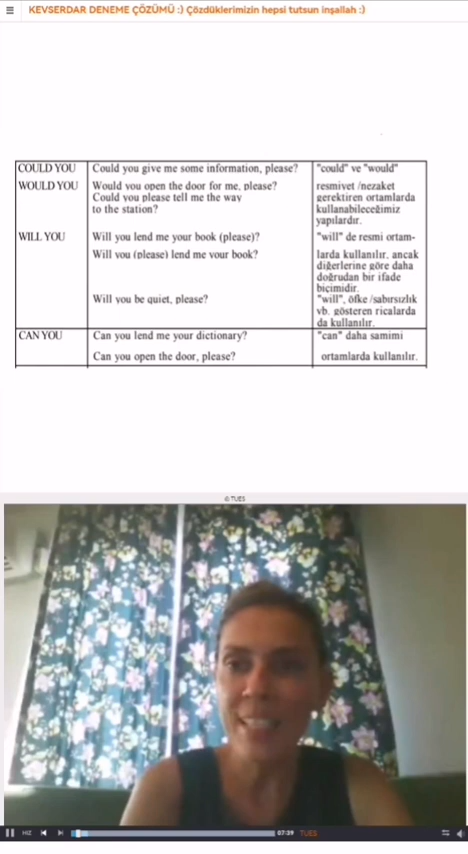 KEVSERDAR DENEME ÇÖZÜMÜ :) Çözdüklerimizin hepsi tutsun inşallah :)
COULD YOU Could you give me some information, please? "could" ve "would"
WOULD YOU Would you open the door for me, please? resmiyet /nezaket
Could you please tell me the way gerektiren ortamlarda
to the station? kullanabileceğimiz
yapılardır.
WILL YOU Will you lend me your book (please)? "will" de resmi ortam-
Will you (please) lend me your book? larda kullanılır, ancak
diğerlerine göre daha
doğrudan bir ifade
biçimidir.
Will you be quiet, please? "will", öfke /sabırsızlık
vb. gösteren ricalarda
da kullanılır.
CAN YOU Can you lend me your dictionary? "can" daha samimi
Can you open the door, please? ortamlarda kullanılır.
TUES
HIZ 07:39 TUES